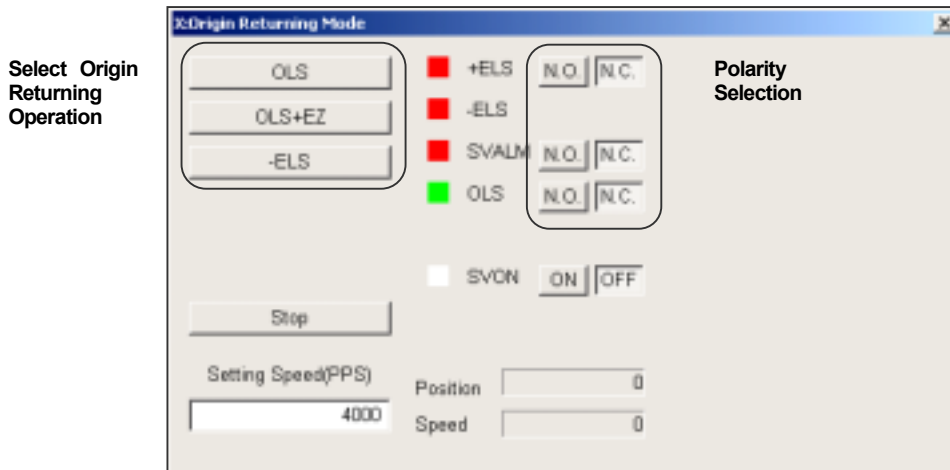 X:Origin Returning Mode
Select Origin
Returning
Operation
OLS
OLS+EZ
-ELS
+ELS N.O. N.C.
-ELS
SVALM N.O. N.C.
OLS N.O. N.C.
Polarity
Selection
SVON ON OFF
Stop
Setting Speed(PPS)
4000
Position 0
Speed 0